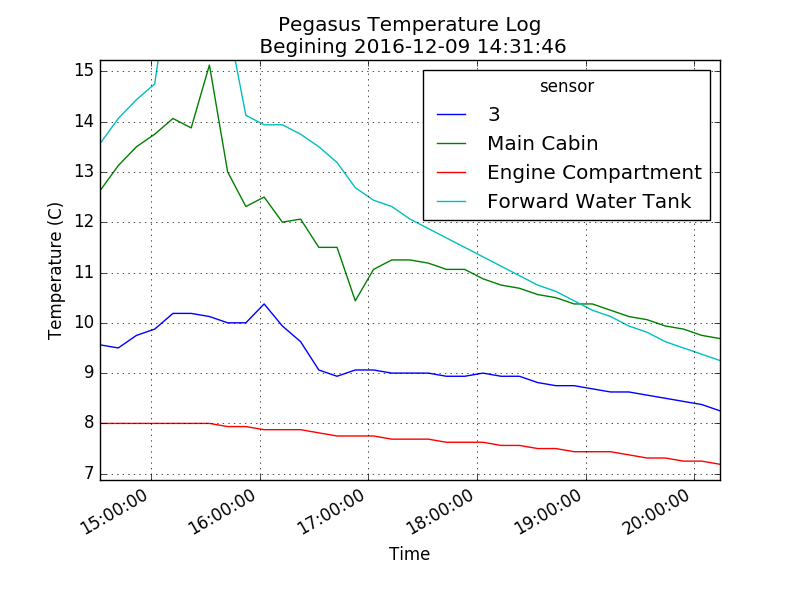 Pegasus Temperature Log
Begining 2016-12-09 14:31:46
15
14
13
12
11
10
9
8
7
Temperature (C)
sensor
3
Main Cabin
Engine Compartment
Forward Water Tank
15:00:00
16:00:00
17:00:00
18:00:00
19:00:00
20:00:00
Time